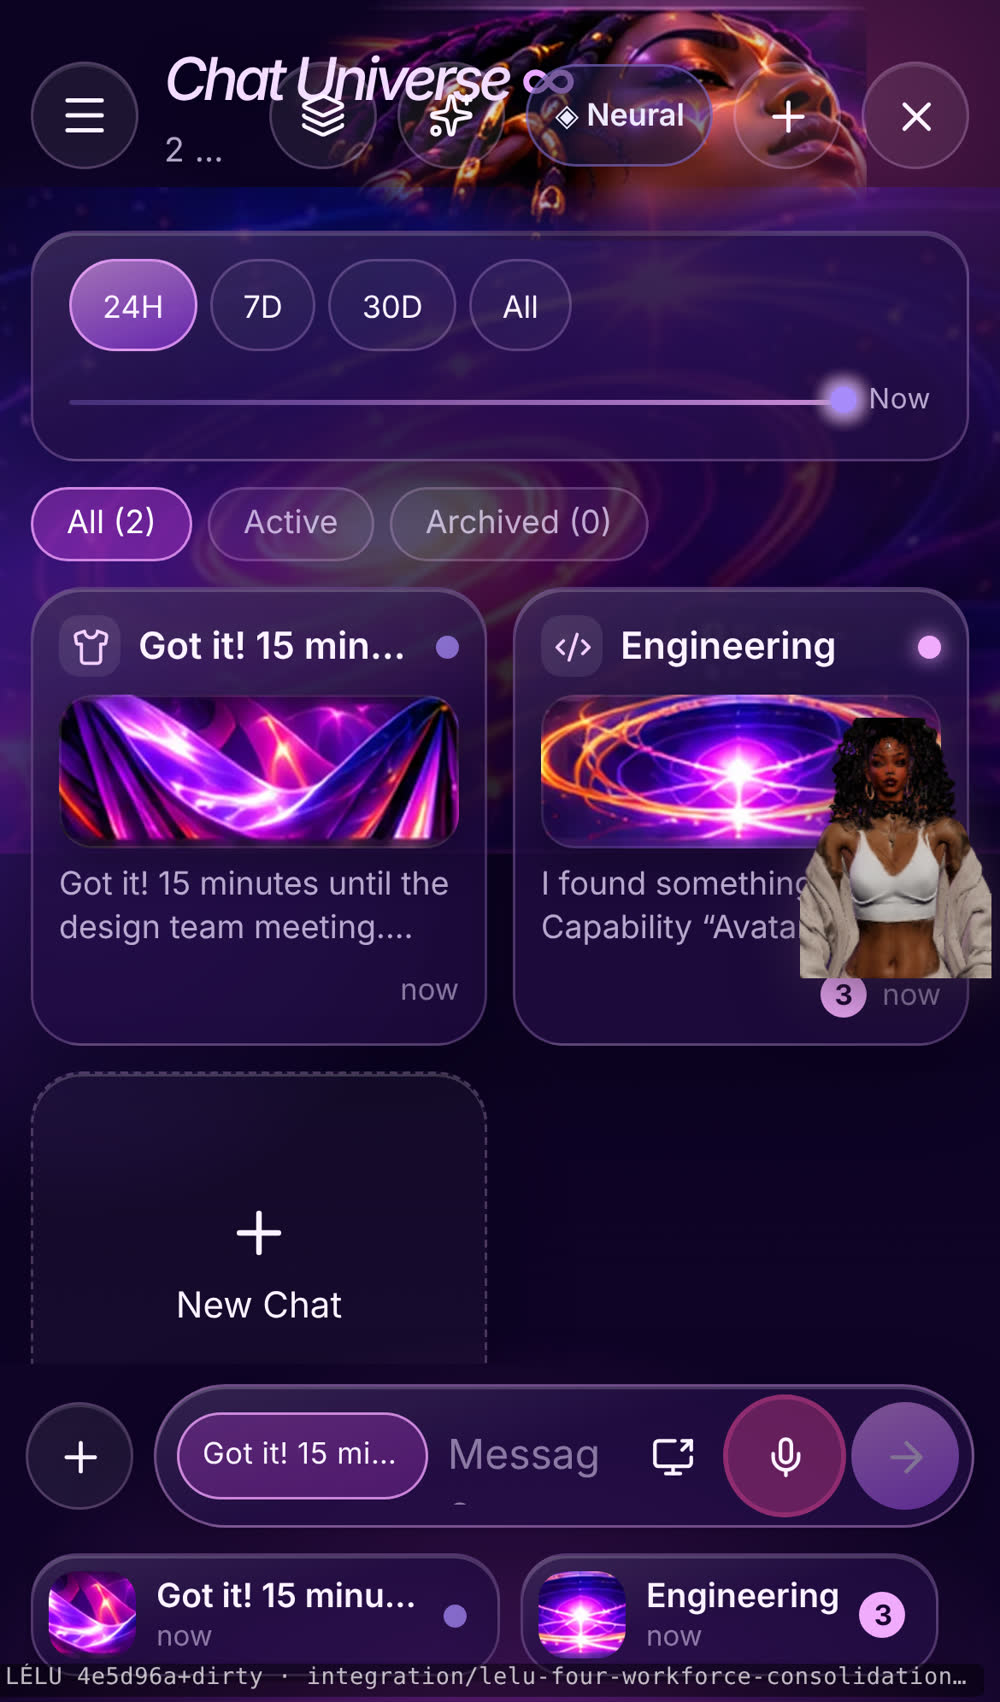 Chat Universe ∞
2 ...
◈ Neural
24H 7D 30D All
Now
All (2) Active Archived (0)
Got it! 15 min...
Got it! 15 minutes until the
design team meeting....
now
Engineering
I found something
Capability “Avata
3 now
New Chat
Got it! 15 mi... Messag
Got it! 15 minu...
now
Engineering
now
3
LÉLU 4e5d96a+dirty · integration/lelu-four-workforce-consolidation…